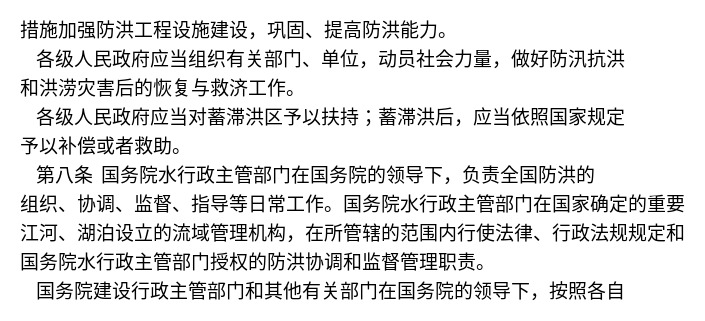 措施加强防洪工程设施建设，巩固、提高防洪能力。
各级人民政府应当组织有关部门、单位，动员社会力量，做好防汛抗洪
和洪涝灾害后的恢复与救济工作。
各级人民政府应当对蓄滞洪区予以扶持；蓄滞洪后，应当依照国家规定
予以补偿或者救助。
第八条 国务院水行政主管部门在国务院的领导下，负责全国防洪的
组织、协调、监督、指导等日常工作。国务院水行政主管部门在国家确定的重要
江河、湖泊设立的流域管理机构，在所管辖的范围内行使法律、行政法规规定和
国务院水行政主管部门授权的防洪协调和监督管理职责。
国务院建设行政主管部门和其他有关部门在国务院的领导下，按照各自